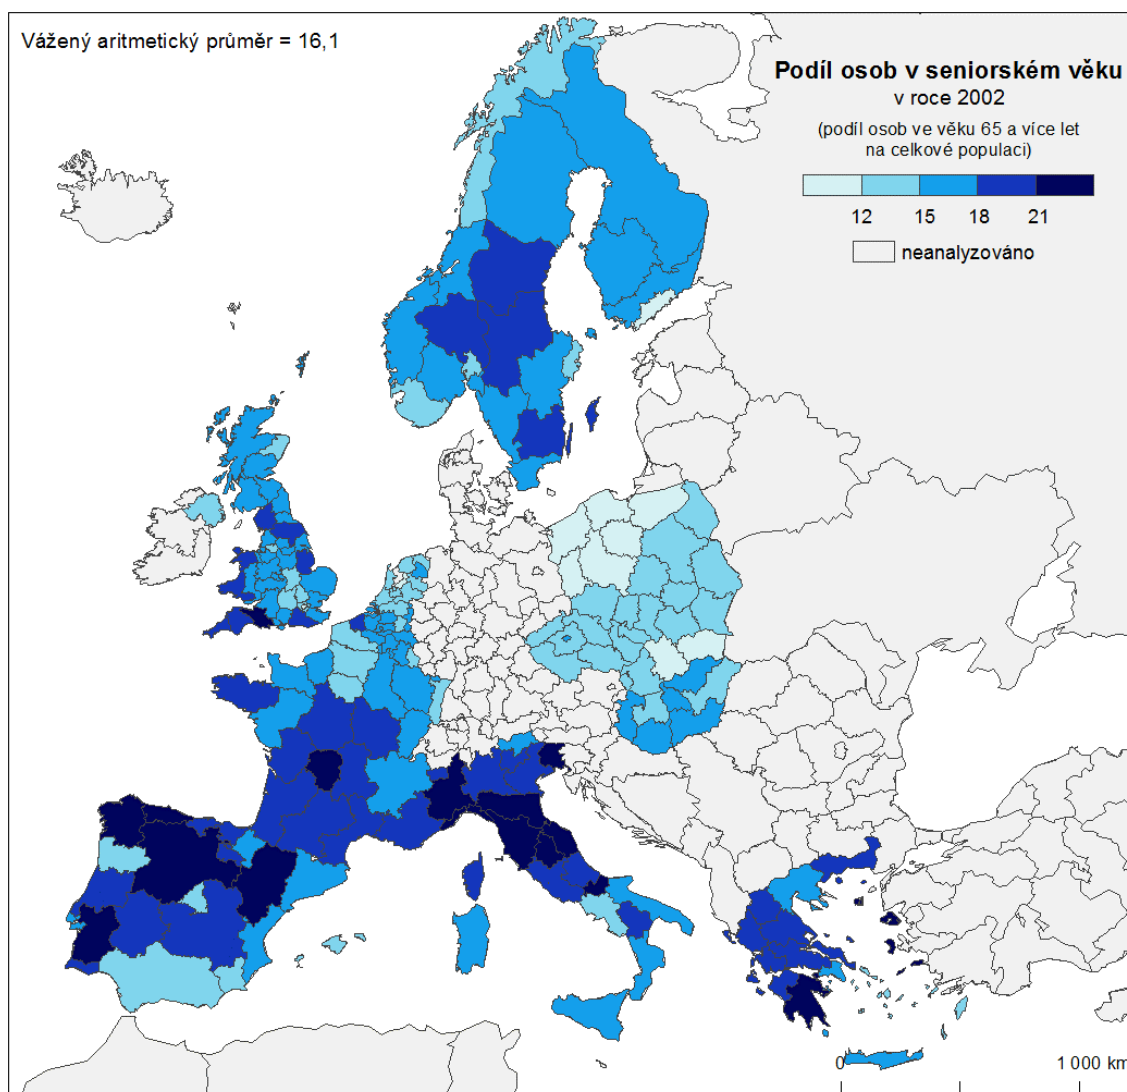 Vážený aritmetický průměr = 16,1
Podíl osob v seniorském věku
v roce 2002
(podíl osob ve věku 65 a více let
na celkové populaci)
12 15 18 21
neanalyzováno
0 1 000 km